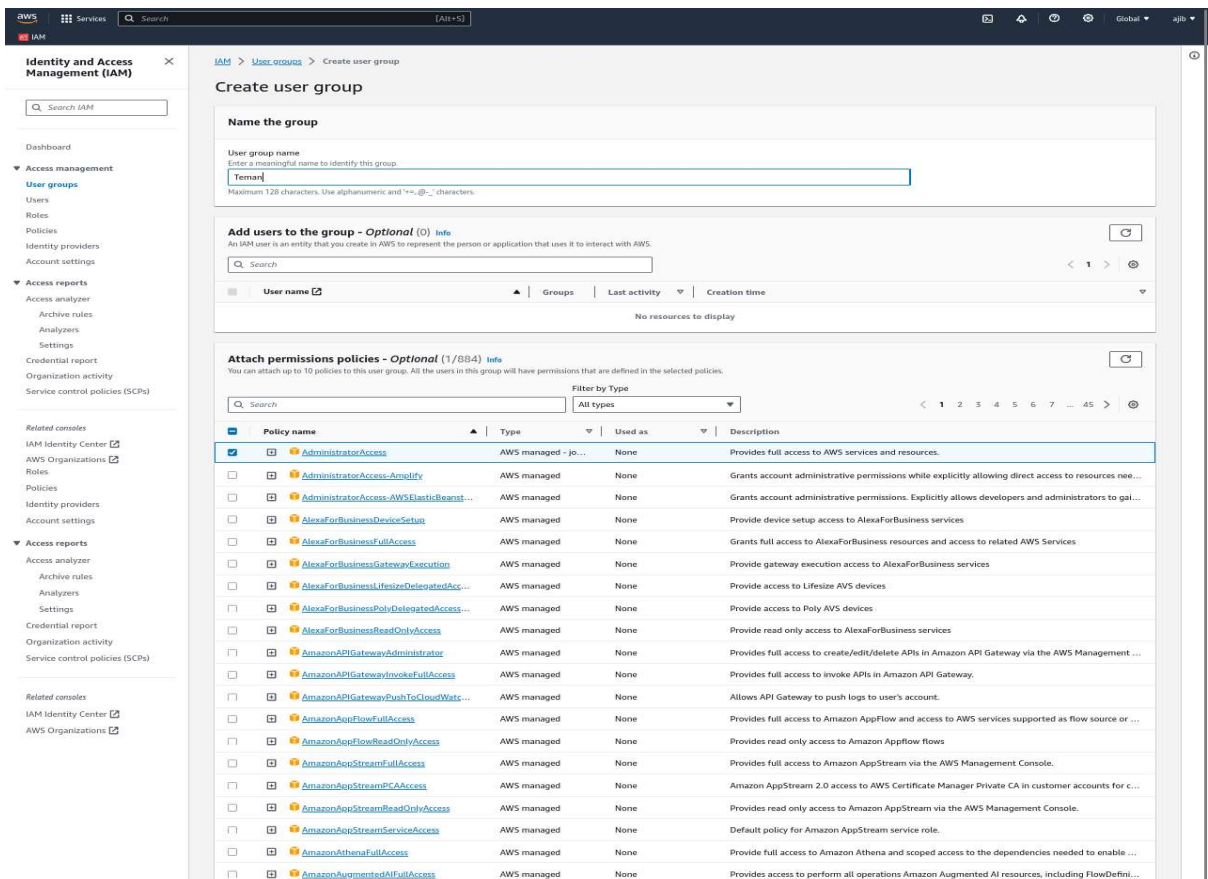 aws Services Search [Alt+S] Global ajib
IAM
Identity and Access Management (IAM)
Search IAM
Dashboard
Access management
User groups
Users
Roles
Policies
Identity providers
Account settings
Access reports
Access analyzer
Archive rules
Analyzers
Settings
Credential report
Organization activity
Service control policies (SCPs)
Related consoles
IAM Identity Center
AWS Organizations
Roles
Policies
Identity providers
Account settings
Access reports
Access analyzer
Archive rules
Analyzers
Settings
Credential report
Organization activity
Service control policies (SCPs)
Related consoles
IAM Identity Center
AWS Organizations
IAM > User groups > Create user group
Create user group
Name the group
User group name
Enter a meaningful name to identify this group.
Teman
Maximum 128 characters. Use alphanumeric and '+=,.@-_' characters.
Add users to the group - Optional (0) Info
An IAM user is an entity that you create in AWS to represent the person or application that uses it to interact with AWS.
Search
< 1 >
User name Groups Last activity Creation time
No resources to display
Attach permissions policies - Optional (1/884) Info
You can attach up to 10 policies to this user group. All the users in this group will have permissions that are defined in the selected policies.
Filter by Type
Search All types < 1 2 3 4 5 6 7 ... 45 >
Policy name Type Used as Description
AdministratorAccess AWS managed - jo... None Provides full access to AWS services and resources.
AdministratorAccess-Amplify AWS managed None Grants account administrative permissions while explicitly allowing direct access to resources nee...
AdministratorAccess-AWSElasticBeanst... AWS managed None Grants account administrative permissions. Explicitly allows developers and administrators to gai...
AlexaForBusinessDeviceSetup AWS managed None Provide device setup access to AlexaForBusiness services
AlexaForBusinessFullAccess AWS managed None Grants full access to AlexaForBusiness resources and access to related AWS Services
AlexaForBusinessGatewayExecution AWS managed None Provide gateway execution access to AlexaForBusiness services
AlexaForBusinessLifesizeDelegatedAcc... AWS managed None Provide access to Lifesize AVS devices
AlexaForBusinessPolyDelegatedAccess... AWS managed None Provide access to Poly AVS devices
AlexaForBusinessReadOnlyAccess AWS managed None Provide read only access to AlexaForBusiness services
AmazonAPIGatewayAdministrator AWS managed None Provides full access to create/edit/delete APIs in Amazon API Gateway via the AWS Management ...
AmazonAPIGatewayInvokeFullAccess AWS managed None Provides full access to invoke APIs in Amazon API Gateway.
AmazonAPIGatewayPushToCloudWatc... AWS managed None Allows API Gateway to push logs to user's account.
AmazonAppFlowFullAccess AWS managed None Provides full access to Amazon AppFlow and access to AWS services supported as flow source or ...
AmazonAppFlowReadOnlyAccess AWS managed None Provides read only access to Amazon Appflow flows
AmazonAppStreamFullAccess AWS managed None Provides full access to Amazon AppStream via the AWS Management Console.
AmazonAppStreamPCAAccess AWS managed None Amazon AppStream 2.0 access to AWS Certificate Manager Private CA in customer accounts for c...
AmazonAppStreamReadOnlyAccess AWS managed None Provides read only access to Amazon AppStream via the AWS Management Console.
AmazonAppStreamServiceAccess AWS managed None Default policy for Amazon AppStream service role.
AmazonAthenaFullAccess AWS managed None Provide full access to Amazon Athena and scoped access to the dependencies needed to enable ...
AmazonAugmentedAIFullAccess AWS managed None Provides access to perform all operations Amazon Augmented AI resources, including FlowDefini...